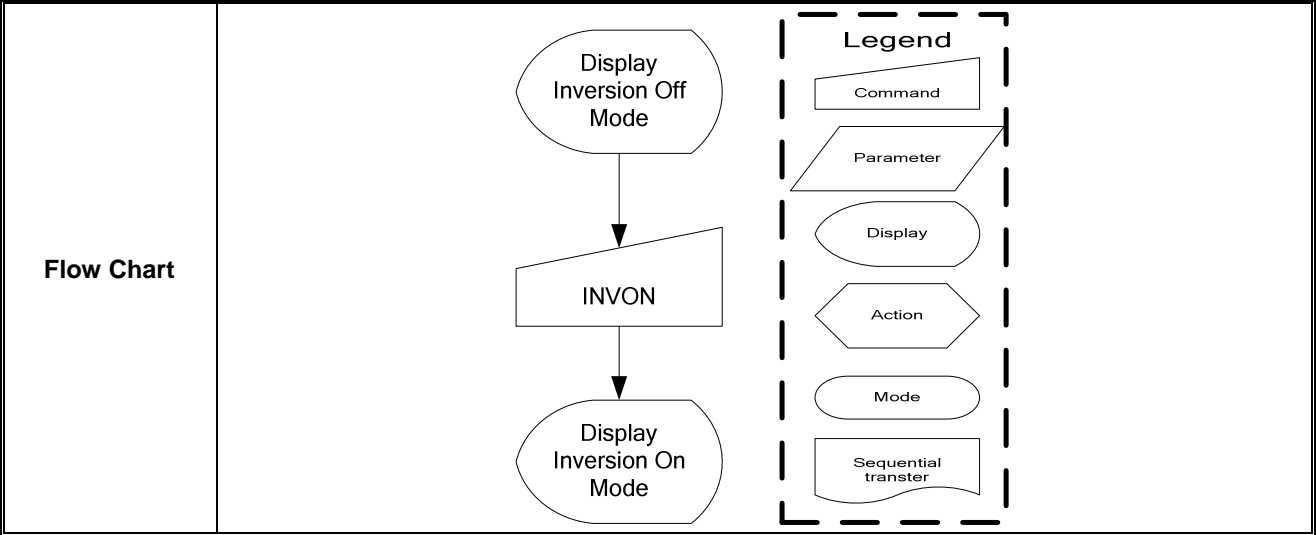 Flow Chart
Display
Inversion Off
Mode
INVON
Display
Inversion On
Mode
Legend
Command
Parameter
Display
Action
Mode
Sequential
transter